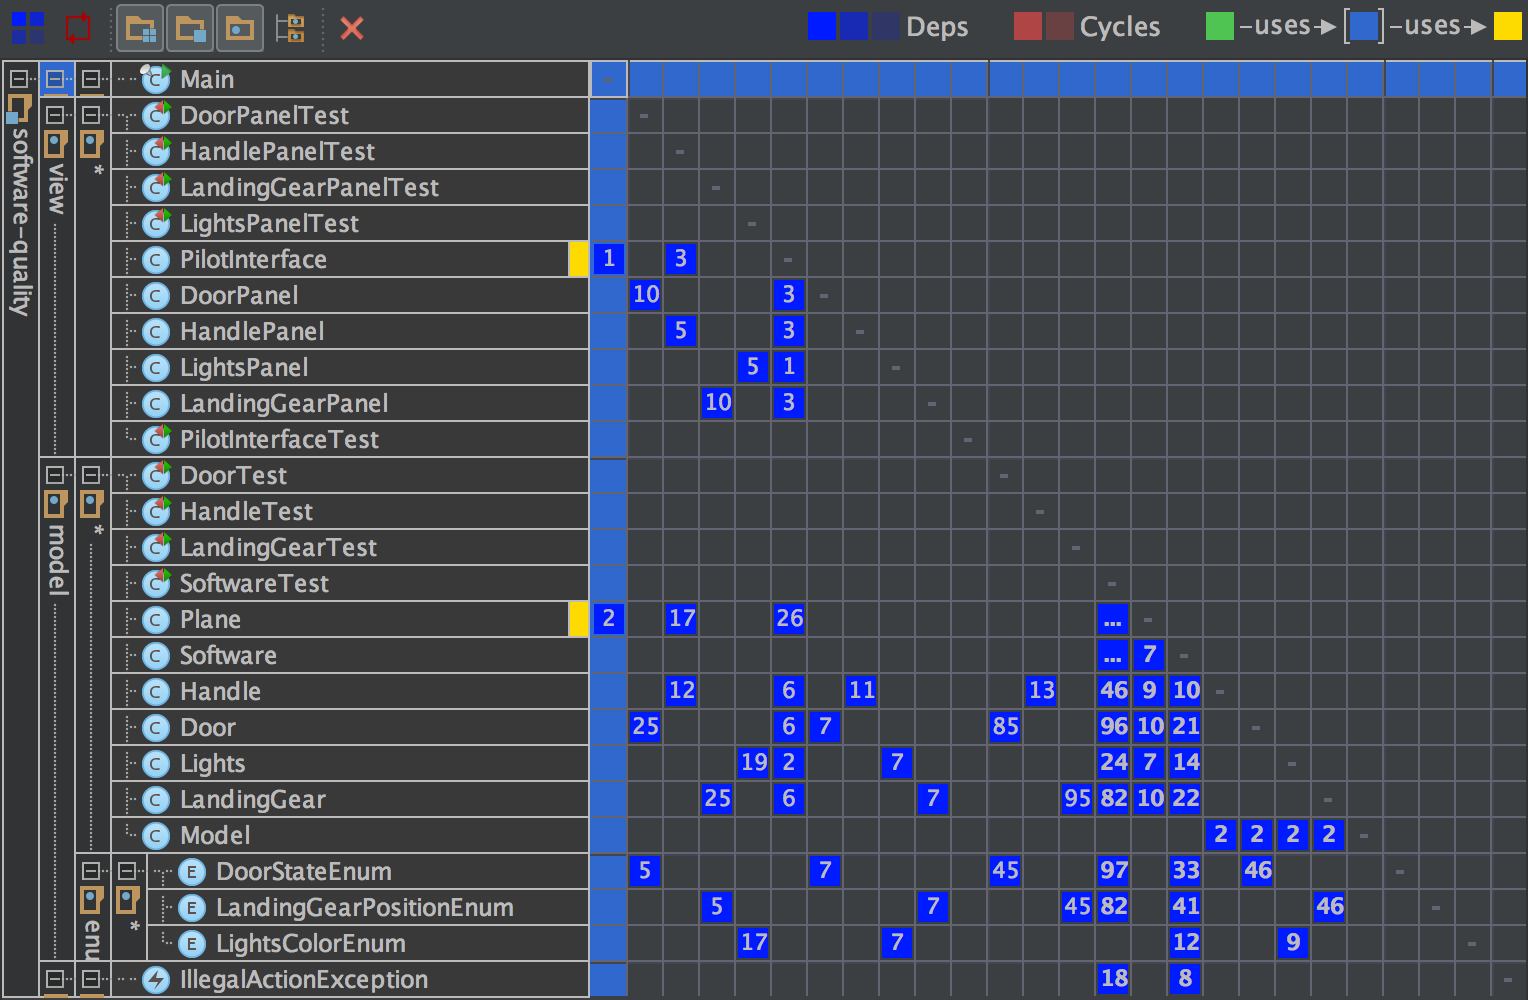 Deps Cycles -uses→ [ ] -uses→
software-quality
view
*
model
*
enu
*
Main -
DoorPanelTest -
HandlePanelTest -
LandingGearPanelTest -
LightsPanelTest -
PilotInterface 1 3 -
DoorPanel 10 3 -
HandlePanel 5 3 -
LightsPanel 5 1 -
LandingGearPanel 10 3 -
PilotInterfaceTest -
DoorTest -
HandleTest -
LandingGearTest -
SoftwareTest -
Plane 2 17 26 ... -
Software ... 7 -
Handle 12 6 11 13 46 9 10 -
Door 25 6 7 85 96 10 21 -
Lights 19 2 7 24 7 14 -
LandingGear 25 6 7 95 82 10 22 -
Model 2 2 2 2 -
DoorStateEnum 5 7 45 97 33 46 -
LandingGearPositionEnum 5 7 45 82 41 46 -
LightsColorEnum 17 7 12 9 -
IllegalActionException 18 8 -